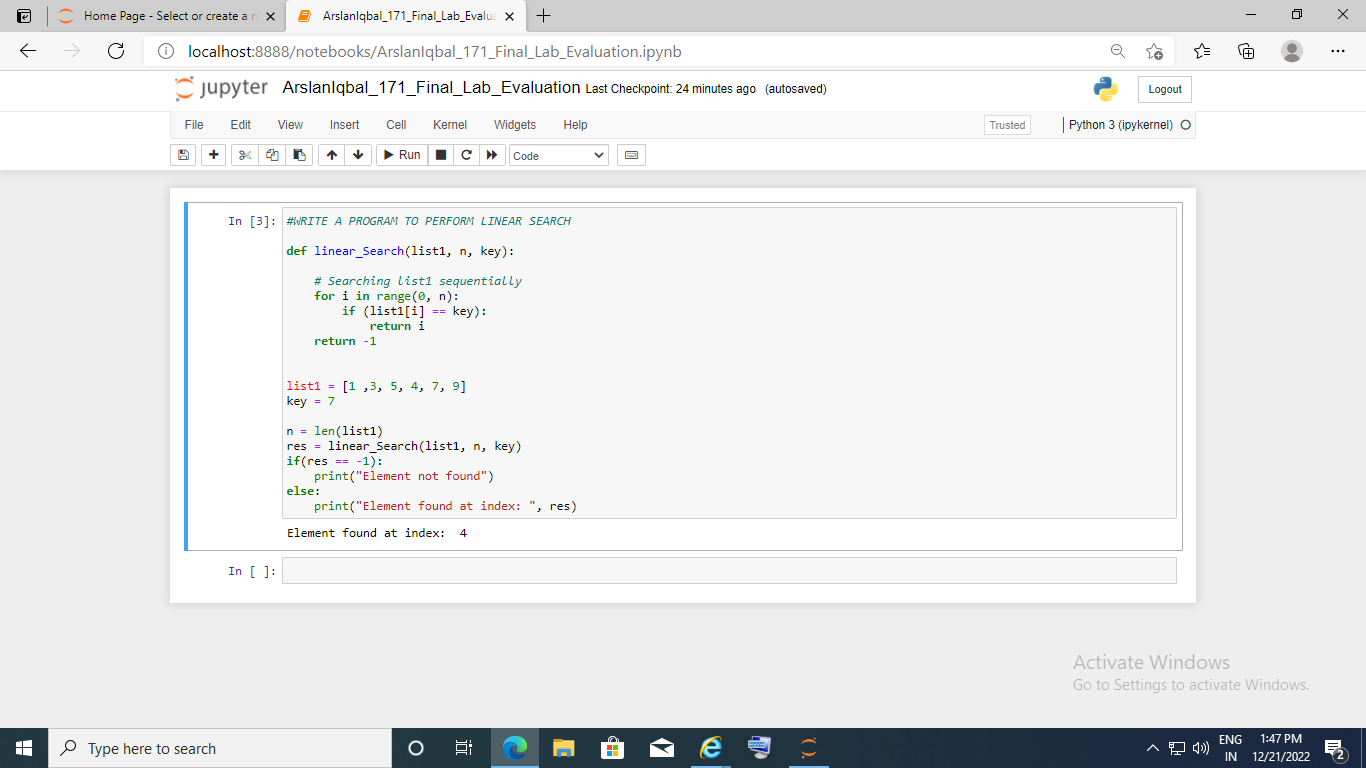 Home Page - Select or create a n
ArslanIqbal_171_Final_Lab_Evalua
localhost:8888/notebooks/ArslanIqbal_171_Final_Lab_Evaluation.ipynb
jupyter ArslanIqbal_171_Final_Lab_Evaluation Last Checkpoint: 24 minutes ago (autosaved)
Logout
File Edit View Insert Cell Kernel Widgets Help
Trusted
Python 3 (ipykernel)
Run
Code
In [3]:
#WRITE A PROGRAM TO PERFORM LINEAR SEARCH
def linear_Search(list1, n, key):
    # Searching list1 sequentially
    for i in range(0, n):
        if (list1[i] == key):
            return i
    return -1
list1 = [1 ,3, 5, 4, 7, 9]
key = 7
n = len(list1)
res = linear_Search(list1, n, key)
if(res == -1):
    print("Element not found")
else:
    print("Element found at index: ", res)
Element found at index:  4
In [ ]:
Activate Windows
Go to Settings to activate Windows.
Type here to search
ENG
IN
1:47 PM
12/21/2022
2